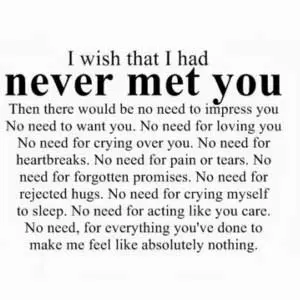 I wish that I had
never met you
Then there would be no need to impress you
No need to want you. No need for loving you
No need for crying over you. No need for
heartbreaks. No need for pain or tears. No
need for forgotten promises. No need for
rejected hugs. No need for crying myself
to sleep. No need for acting like you care.
No need, for everything you've done to
make me feel like absolutely nothing.